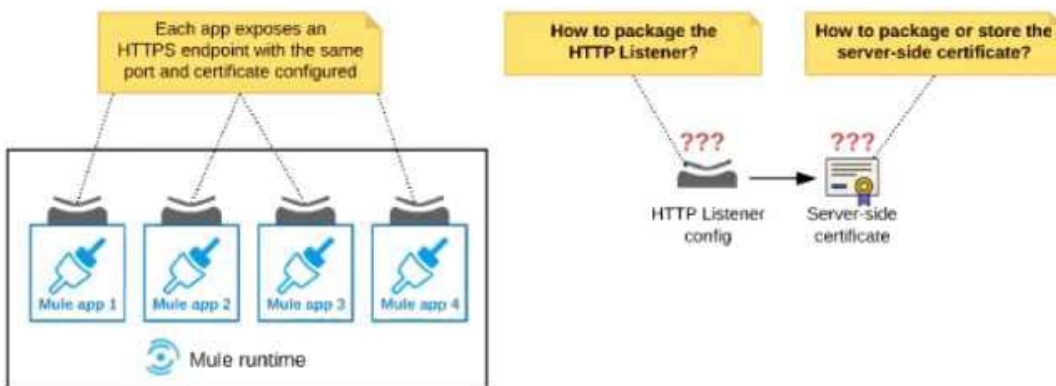 Each app exposes an
HTTPS endpoint with the same
port and certificate configured
How to package the
HTTP Listener?
How to package or store the
server-side certificate?
???
???
HTTP Listener
config
Server-side
certificate
Mule app 1
Mule app 2
Mule app 3
Mule app 4
Mule runtime